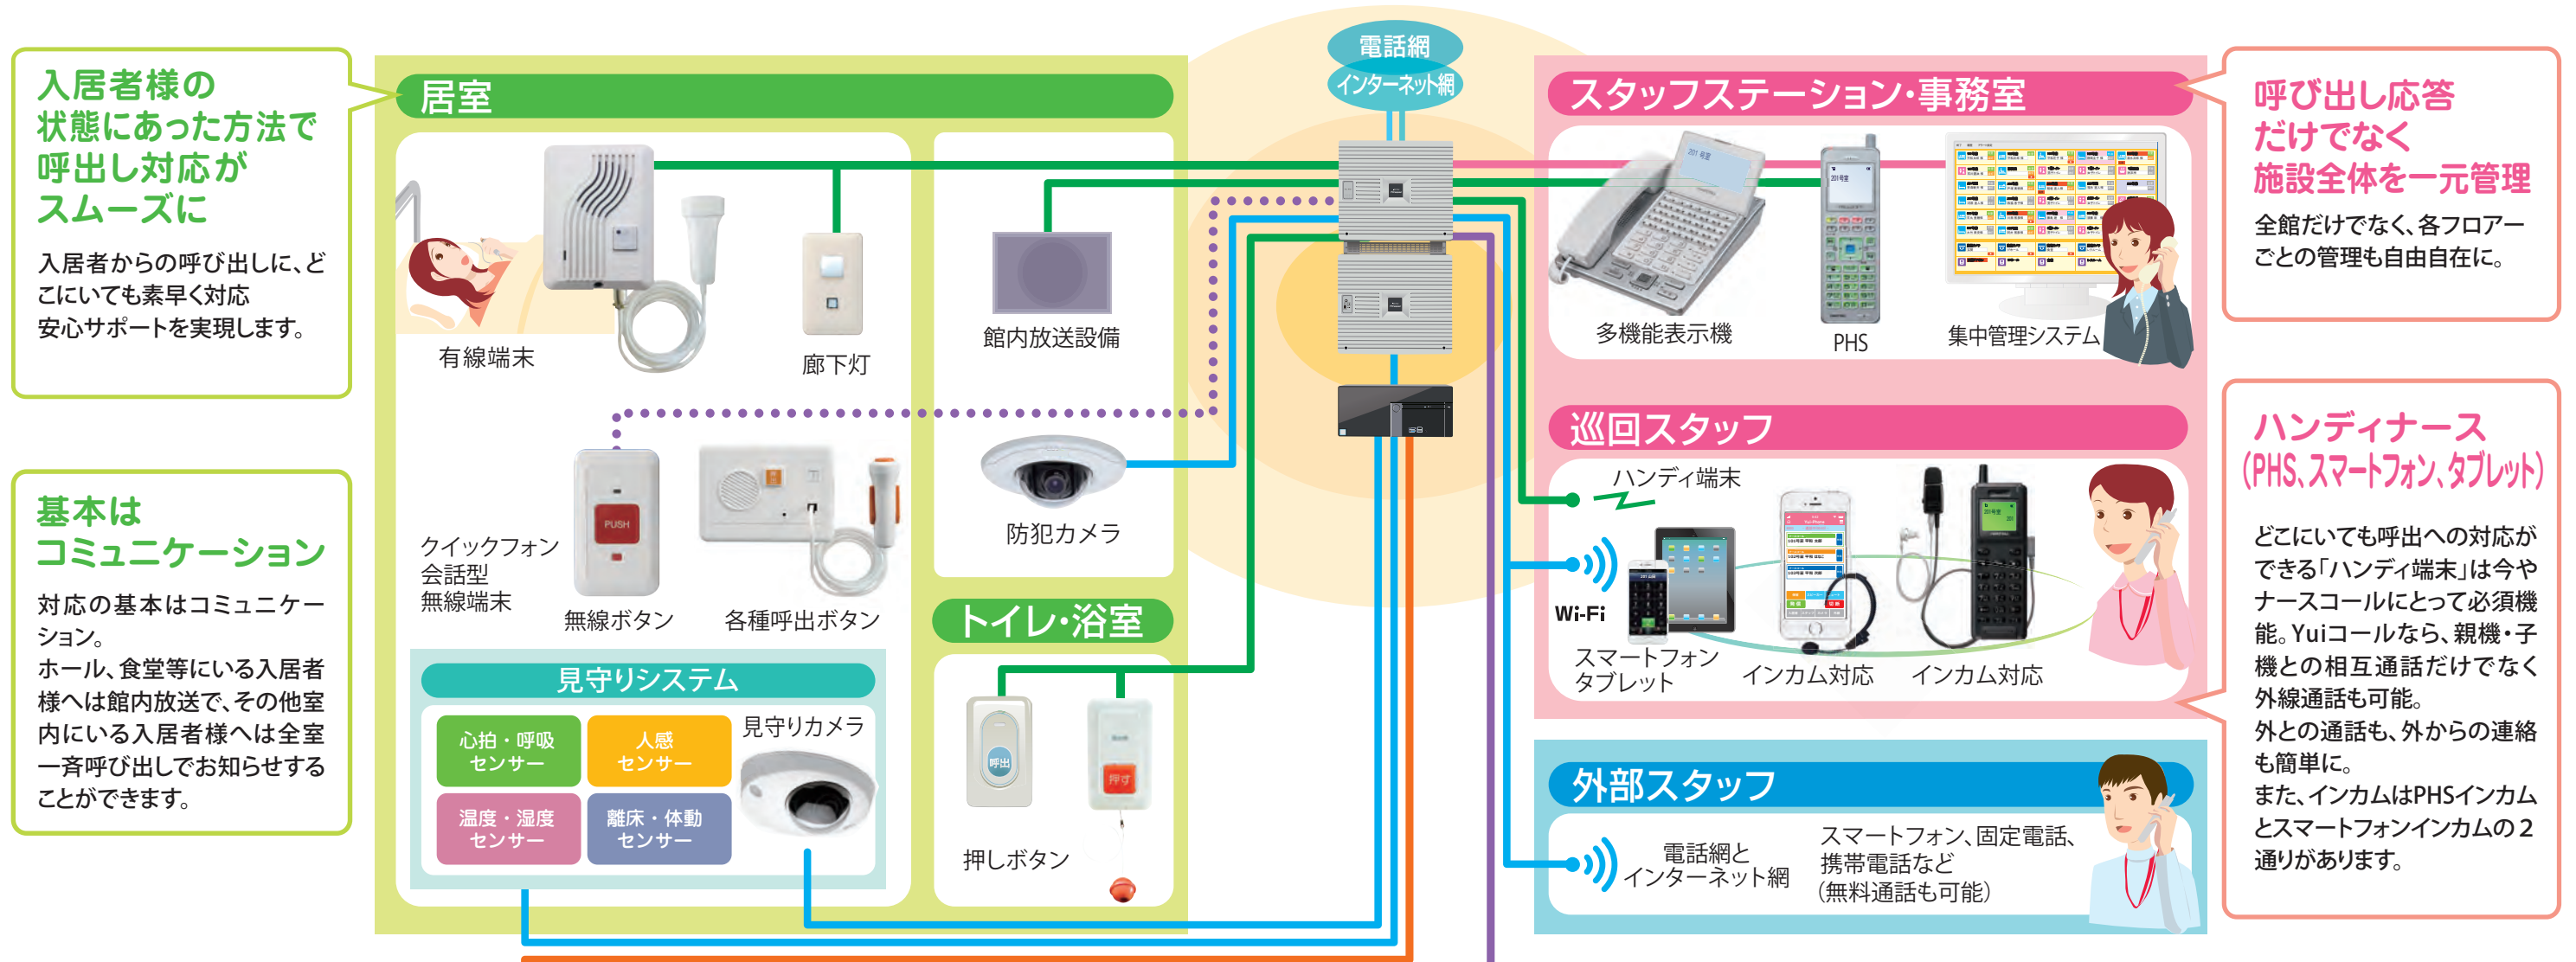 入居者様の
状態にあった方法で
呼出し対応が
スムーズに
入居者からの呼び出しに、ど
こにいても素早く対応
安心サポートを実現します。
基本は
コミュニケーション
対応の基本はコミュニケー
ション。
ホール、食堂等にいる入居者
様へは館内放送で、その他室
内にいる入居者様へは全室
一斉呼び出しでお知らせする
ことができます。
居室
有線端末
廊下灯
館内放送設備
クイックフォン
会話型
無線端末
PUSH
無線ボタン
各種呼出ボタン
防犯カメラ
見守りシステム
心拍・呼吸
センサー
人感
センサー
温度・湿度
センサー
離床・体動
センサー
見守りカメラ
トイレ・浴室
呼出
押す
押しボタン
電話網
インターネット網
スタッフステーション・事務室
201号室
多機能表示機
201号室
PHS
集中管理システム
巡回スタッフ
ハンディ端末
Wi-Fi
スマートフォン
タブレット
インカム対応
201号室
インカム対応
外部スタッフ
電話網と
インターネット網
スマートフォン、固定電話、
携帯電話など
(無料通話も可能)
呼び出し応答
だけでなく
施設全体を一元管理
全館だけでなく、各フロアー
ごとの管理も自由自在に。
ハンディナース
(PHS、スマートフォン、タブレット)
どこにいても呼出への対応が
できる「ハンディ端末」は今や
ナースコールにとって必須機
能。Yuiコールなら、親機・子
機との相互通話だけでなく
外線通話も可能。
外との通話も、外からの連絡
も簡単に。
また、インカムはPHSインカム
とスマートフォンインカムの2
通りがあります。